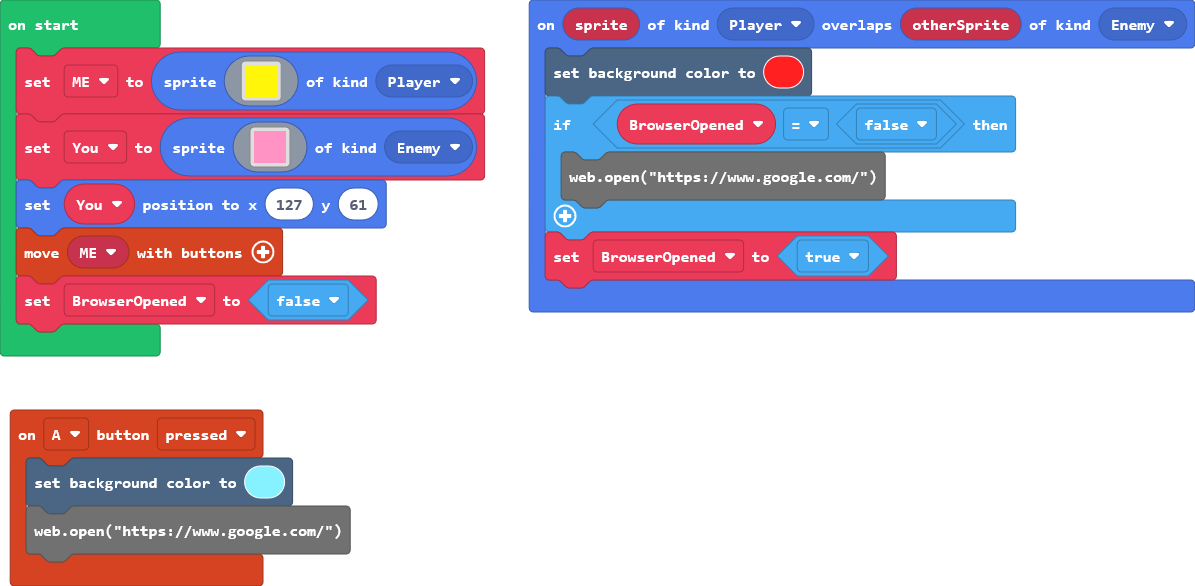 on start
set ME to sprite of kind Player
set You to sprite of kind Enemy
set You position to x 127 y 61
move ME with buttons
set BrowserOpened to false
on sprite of kind Player overlaps otherSprite of kind Enemy
set background color to
if BrowserOpened = false then
web.open("https://www.google.com/")
set BrowserOpened to true
on A button pressed
set background color to
web.open("https://www.google.com/")